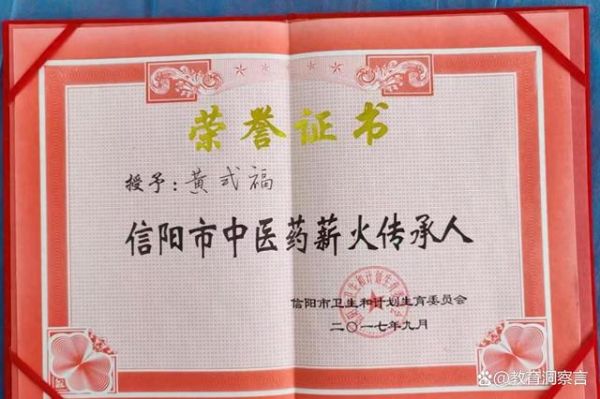 荣誉证书
授予：黄式福
信阳市中医药薪火传承人
信阳市卫生和计划生育委员会
二〇一七年九月
教育洞察言